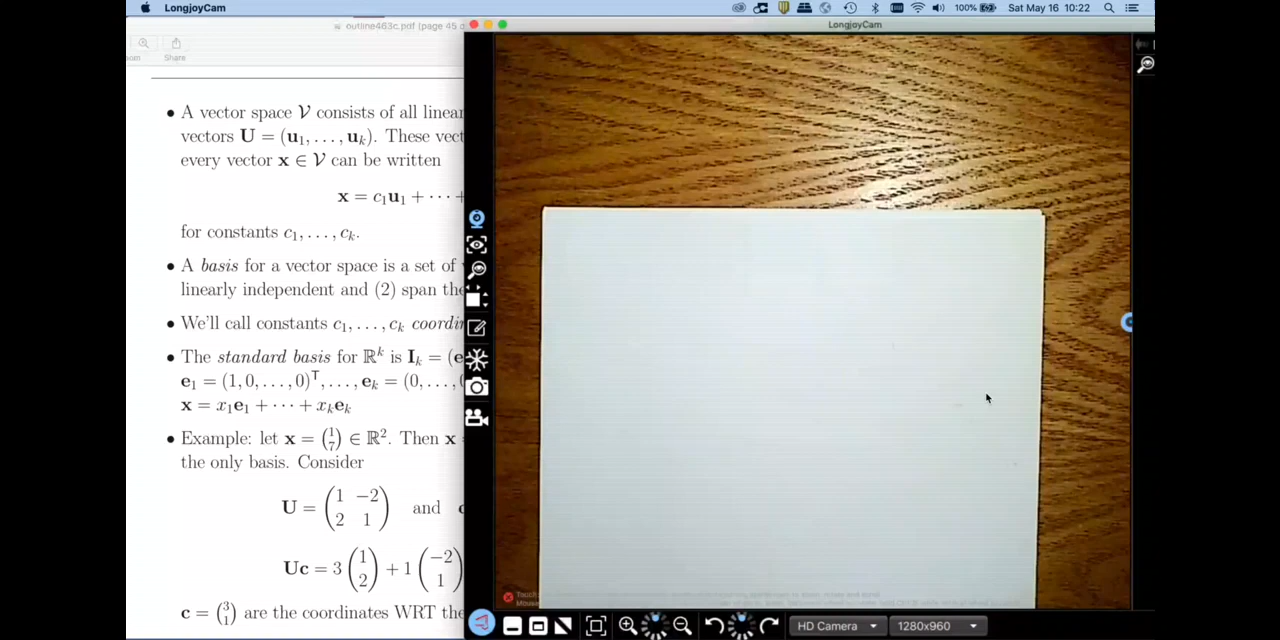 LongjoyCam
100%
Sat May 16 10:22
outline463c.pdf (page 45 o
LongjoyCam
oom
Share
• A vector space 𝒱 consists of all linear
vectors U = (u₁, . . . , uₖ). These vect
every vector x ∈ 𝒱 can be written
x = c₁u₁ + · · · +
for constants c₁, . . . , cₖ.
• A basis for a vector space is a set of
linearly independent and (2) span the
• We'll call constants c₁, . . . , cₖ coordin
• The standard basis for ℝᵏ is Iₖ = (e
e₁ = (1, 0, . . . , 0)ᵀ, . . . , eₖ = (0, . . . , 0
x = x₁e₁ + · · · + xₖeₖ
• Example: let x = (1 7) ∈ ℝ². Then x =
the only basis. Consider
U = (1 −2 2 1) and c
Uc = 3 (1 2) + 1 (−2 1)
c = (3 1) are the coordinates WRT the
HD Camera
1280x960